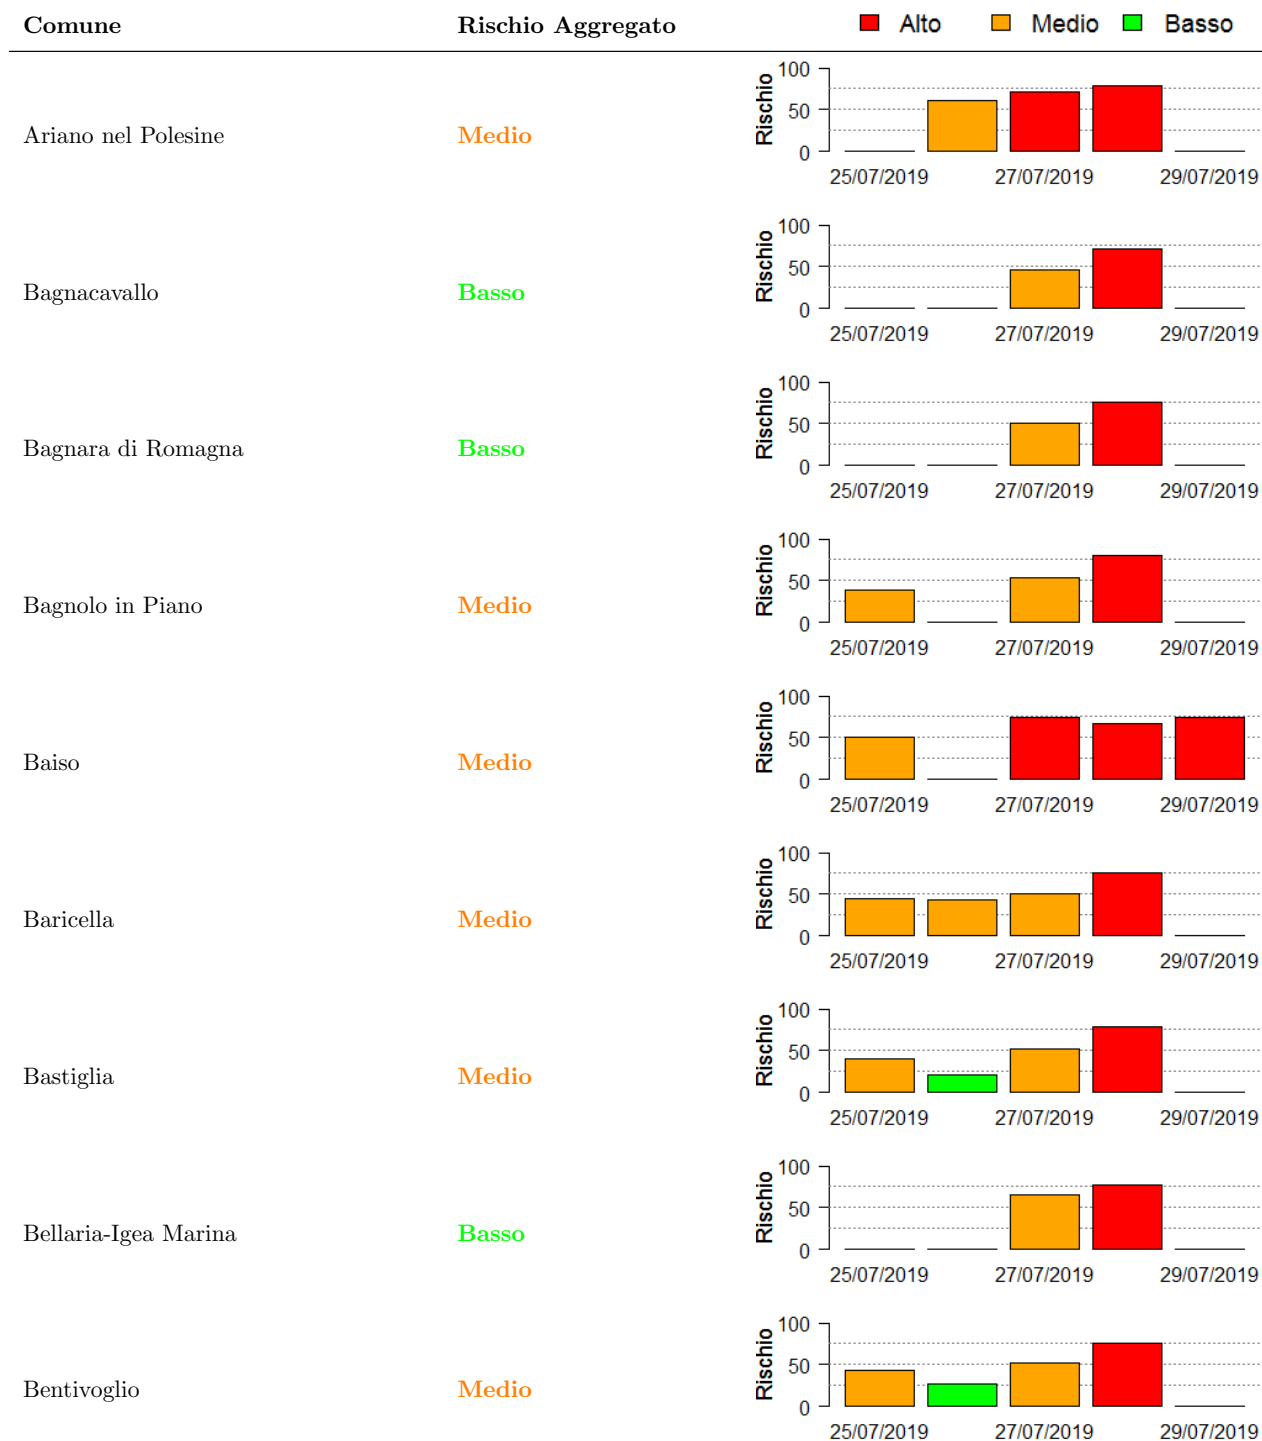 Comune Rischio Aggregato Alto Medio Basso
Ariano nel Polesine Medio
Rischio
100
50
0
25/07/2019 27/07/2019 29/07/2019
Bagnacavallo Basso
Rischio
100
50
0
25/07/2019 27/07/2019 29/07/2019
Bagnara di Romagna Basso
Rischio
100
50
0
25/07/2019 27/07/2019 29/07/2019
Bagnolo in Piano Medio
Rischio
100
50
0
25/07/2019 27/07/2019 29/07/2019
Baiso Medio
Rischio
100
50
0
25/07/2019 27/07/2019 29/07/2019
Baricella Medio
Rischio
100
50
0
25/07/2019 27/07/2019 29/07/2019
Bastiglia Medio
Rischio
100
50
0
25/07/2019 27/07/2019 29/07/2019
Bellaria-Igea Marina Basso
Rischio
100
50
0
25/07/2019 27/07/2019 29/07/2019
Bentivoglio Medio
Rischio
100
50
0
25/07/2019 27/07/2019 29/07/2019